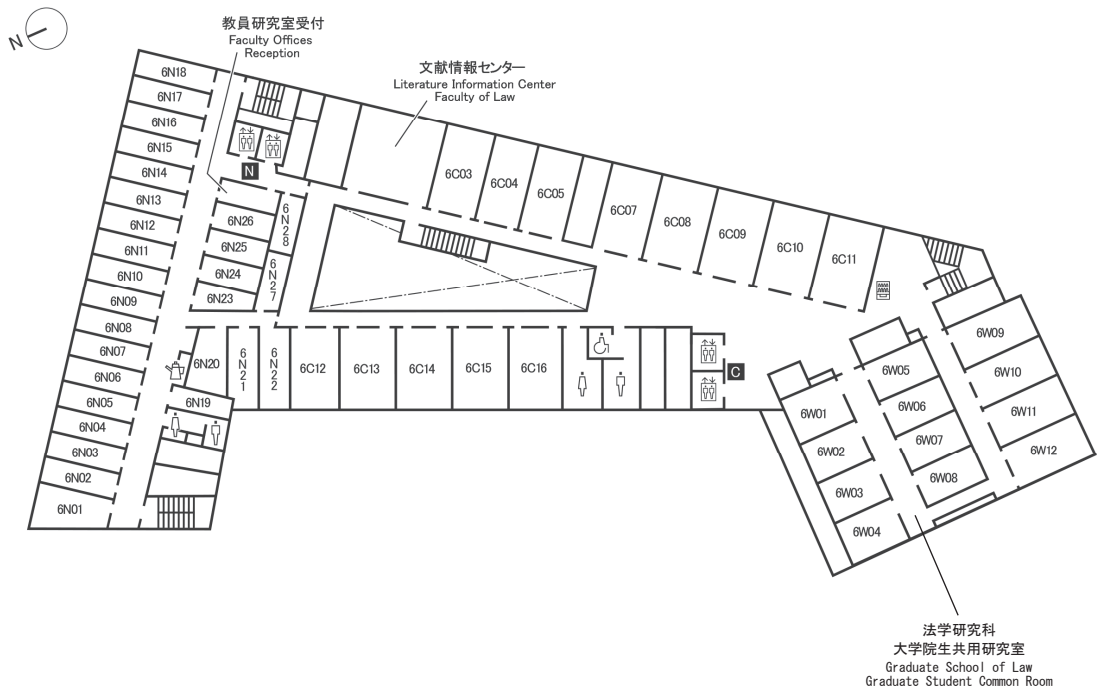 N
教員研究室受付
Faculty Offices
Reception
文献情報センター
Literature Information Center
Faculty of Law
6N18
6N17
6N16
6N15
6N14
6N13
6N12
6N11
6N10
6N09
6N08
6N07
6N06
6N05
6N04
6N03
6N02
6N01
N
6N26
6N25
6N24
6N23
6N28
6N27
6N20
6N21
6N22
6N19
6C03
6C04
6C05
6C07
6C08
6C09
6C10
6C11
6C12
6C13
6C14
6C15
6C16
C
6W01
6W02
6W03
6W04
6W05
6W06
6W07
6W08
6W09
6W10
6W11
6W12
法学研究科
大学院生共用研究室
Graduate School of Law
Graduate Student Common Room